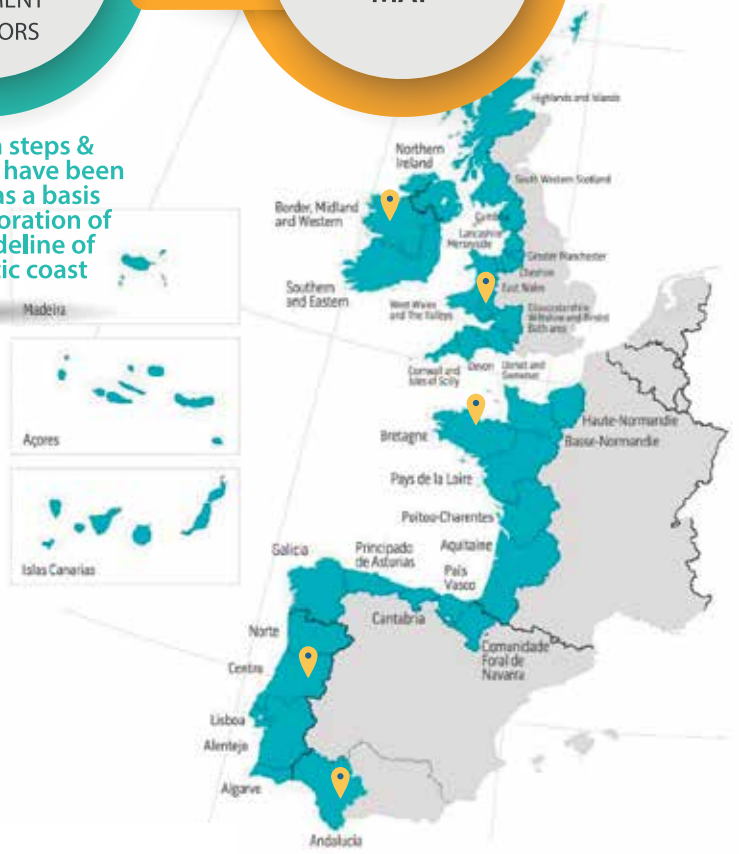 MENT
ORS
MAP
n steps &
have been
as a basis
oration of
deline of
tic coast
Madeira
Açores
Islas Canarias
Highlands and Islands
Northern
Ireland
South Western Scotland
Border, Midland
and Western
Cumbria
Lancashire
Merseyside
Greater Manchester
Cheshire
East Wales
Southern
and Eastern
West Wales
and The Valleys
Gloucestershire
Wiltshire and Bristol
Bath area
Cornwall and
Isles of Scilly
Devon
Dorset and
Somerset
Haute-Normandie
Basse-Normandie
Bretagne
Pays de la Loire
Poitou-Charentes
Aquitaine
País
Vasco
Galicia
Principado
de Asturias
Cantabria
Comunidade
Foral de
Navarra
Norte
Centro
Lisboa
Alentejo
Algarve
Andalucia